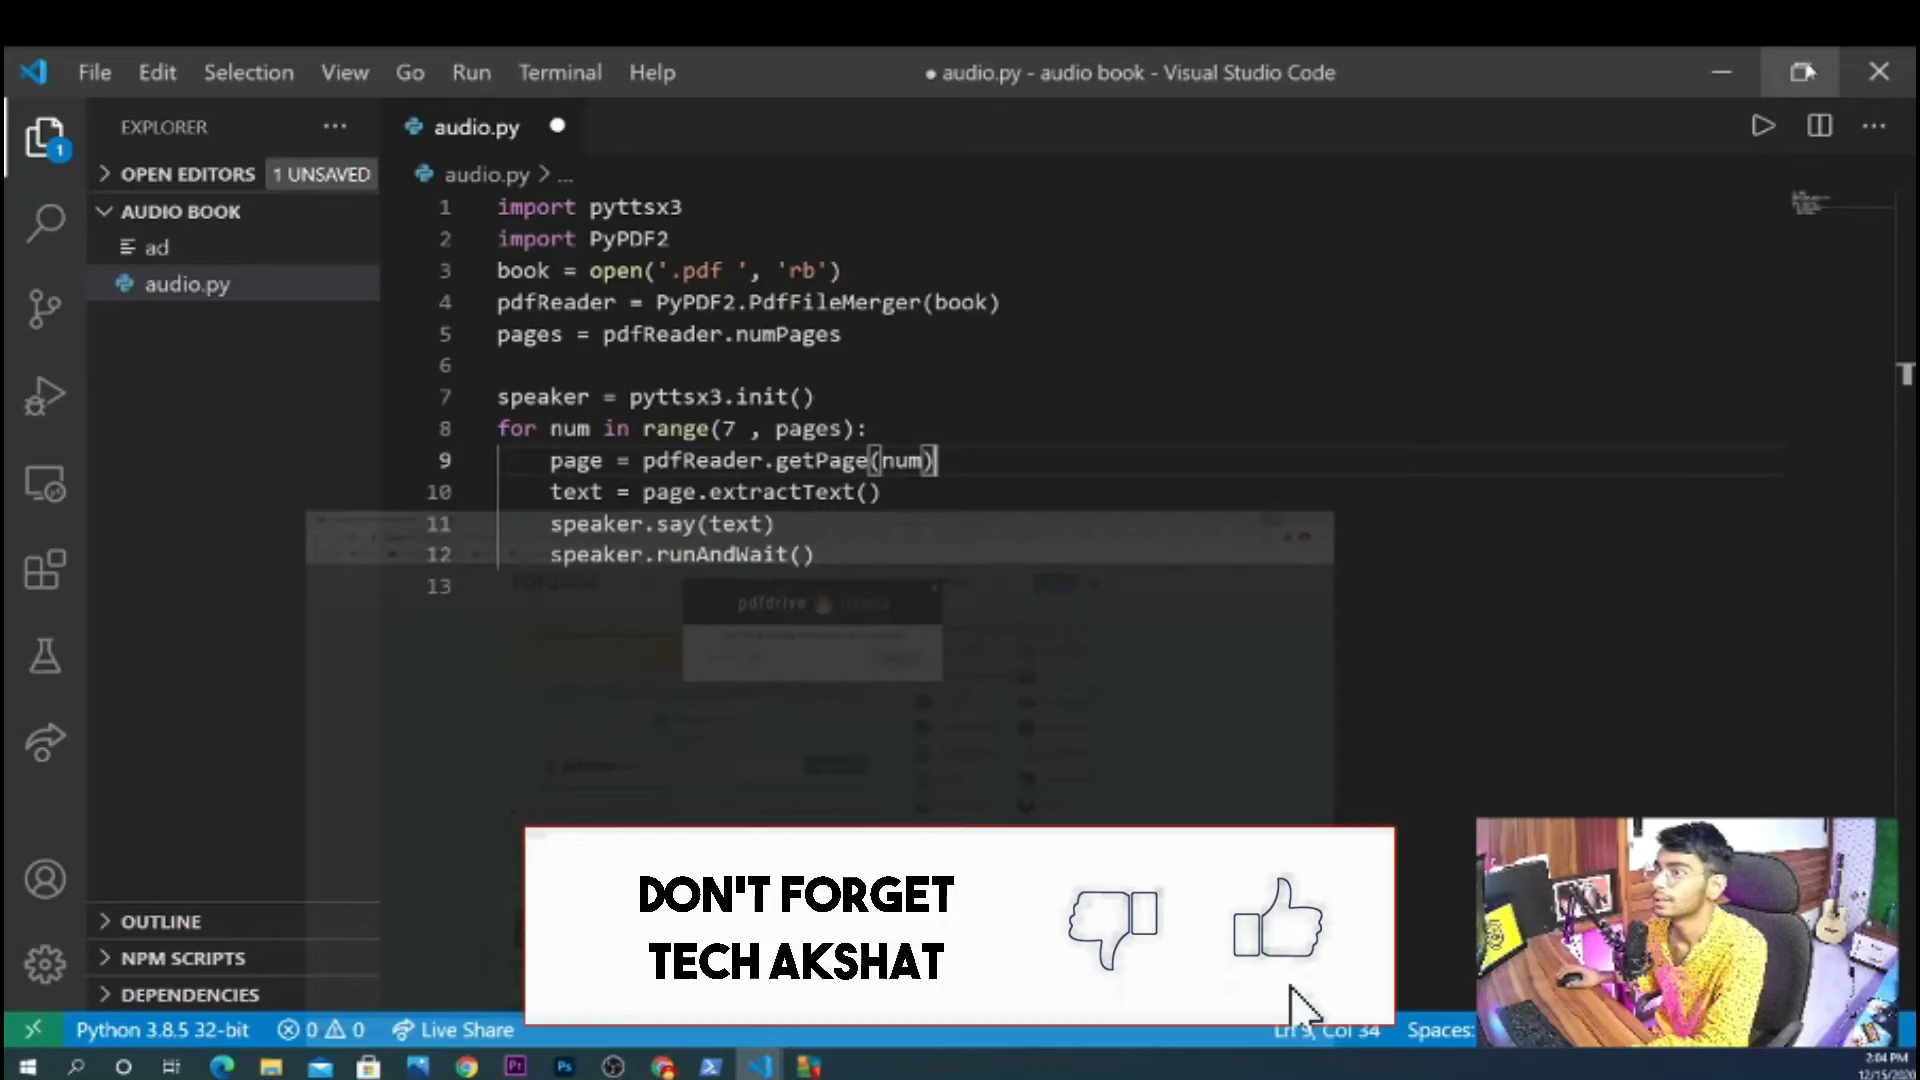 File Edit Selection View Go Run Terminal Help
● audio.py - audio book - Visual Studio Code
EXPLORER ···
audio.py
OPEN EDITORS 1 UNSAVED
audio.py > ...
AUDIO BOOK
ad
audio.py
1 import pyttsx3
2 import PyPDF2
3 book = open('.pdf ', 'rb')
4 pdfReader = PyPDF2.PdfFileMerger(book)
5 pages = pdfReader.numPages
6
7 speaker = pyttsx3.init()
8 for num in range(7 , pages):
9 page = pdfReader.getPage(num)
10 text = page.extractText()
11 speaker.say(text)
12 speaker.runAndWait()
13
pdfdrive
DON'T FORGET
TECH AKSHAT
OUTLINE
NPM SCRIPTS
DEPENDENCIES
Python 3.8.5 32-bit 0 0 Live Share
Ln 9, Col 34 Spaces:
2:04 PM
12/15/2020